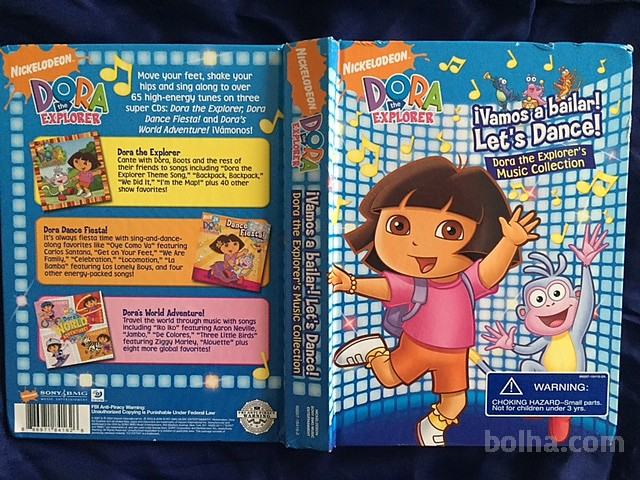 NICKELODEON
DORA
the
EXPLORER
Move your feet, shake your
hips and sing along to over
65 high-energy tunes on three
super CDs: Dora the Explorer; Dora
Dance Fiesta! and Dora's
World Adventure! ¡Vámonos!
Dora the Explorer
Cante with Dora, Boots and the rest of
their friends to songs including "Dora the
Explorer Theme Song," "Backpack, Backpack,"
"We Did It," "I'm the Map!" plus 40 other
show favorites!
Dora Dance Fiesta!
It's always fiesta time with sing-and-dance-
along favorites like "Oye Como Va" featuring
Carlos Santana, "Get on Your Feet," "We Are
Family," "Celebration," "Locomotion," "La
Bamba" featuring Los Lonely Boys, and four
other energy-packed songs!
Dance
Fiesta!
Dora's World Adventure!
Travel the world through music with songs
including "Iko Iko" featuring Aaron Neville,
"Jambo," "De Colores," "Three Little Birds"
featuring Ziggy Marley, "Alouette" plus
eight more global favorites!
WORLD
SONY BMG
MUSIC ENTERTAINMENT
FBI Anti-Piracy Warning:
Unauthorized Copying is Punishable Under Federal Law
NICKELODEON
DORA
the
EXPLORER
¡Vamos a bailar! / Let's Dance!
Dora the Explorer's Music Collection
NICKELODEON
DORA
the
EXPLORER
¡Vamos a bailar!
Let's Dance!
Dora the Explorer's
Music Collection
WARNING:
CHOKING HAZARD–Small parts.
Not for children under 3 yrs.
bolha.com